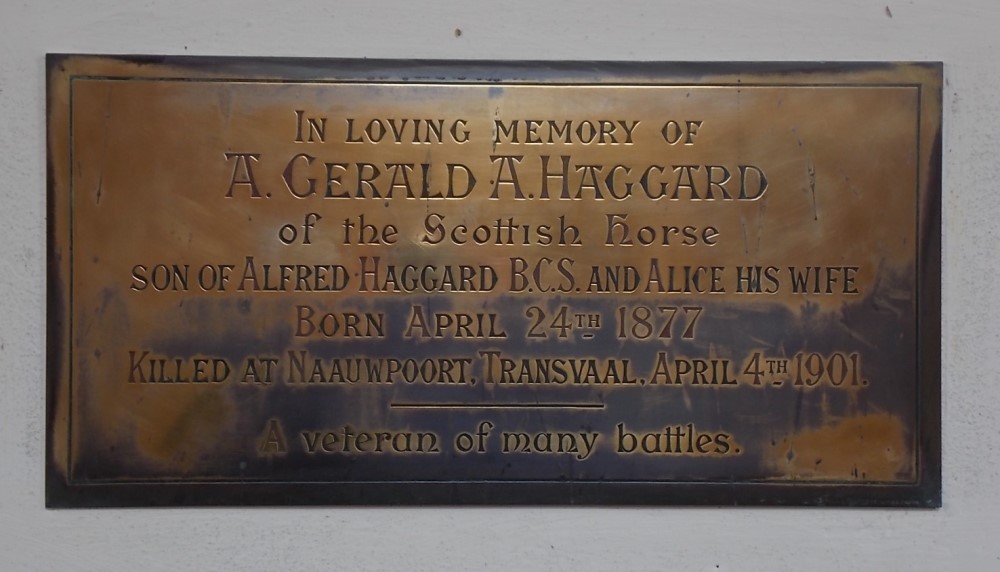 IN LOVING MEMORY OF
A. GERALD A. HAGGARD
of the Scottish Horse
SON OF ALFRED HAGGARD B.C.S. AND ALICE HIS WIFE
BORN APRIL 24TH 1877
KILLED AT NAAUWPOORT, TRANSVAAL, APRIL 4TH 1901.
A veteran of many battles.